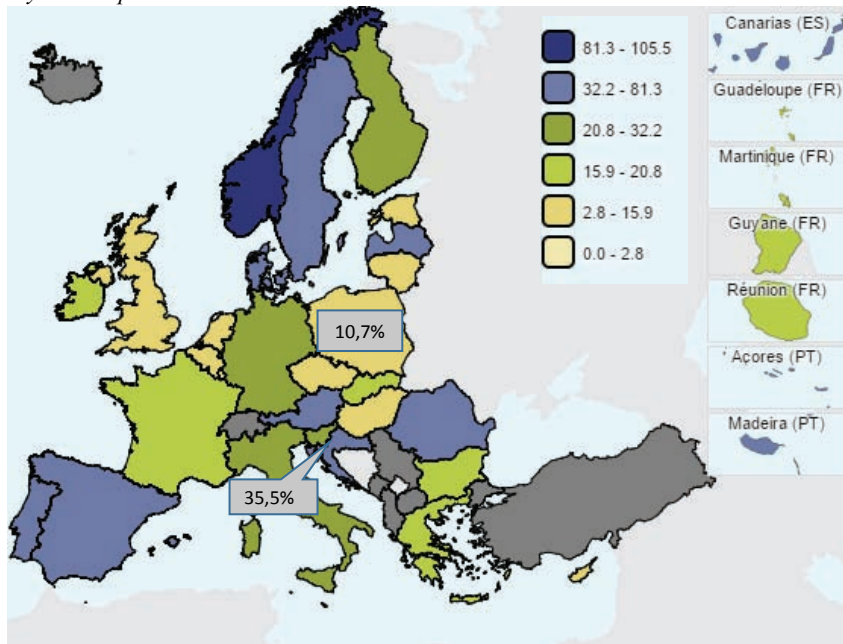 81.3 - 105.5
32.2 - 81.3
20.8 - 32.2
15.9 - 20.8
2.8 - 15.9
0.0 - 2.8
Canarias (ES)
Guadeloupe (FR)
Martinique (FR)
Guyane (FR)
Réunion (FR)
Açores (PT)
Madeira (PT)
10,7%
35,5%